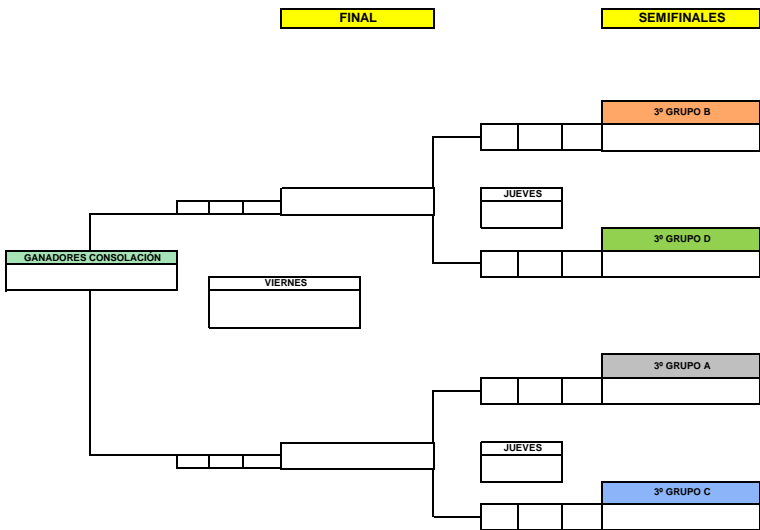 FINAL
SEMIFINALES
3º GRUPO B
JUEVES
3º GRUPO D
GANADORES CONSOLACIÓN
VIERNES
3º GRUPO A
JUEVES
3º GRUPO C